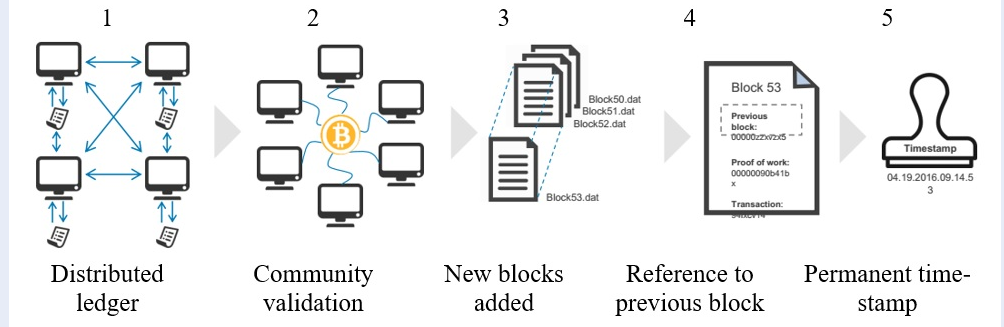 1
2
3
4
5
Block50.dat
Block51.dat
Block52.dat
Block53.dat
Block 53
Previous
block:
00000zzxvzx5
Proof of work:
00000090b41b
x
Transaction:
Timestamp
04.19.2016.09.14.5
3
Distributed
ledger
Community
validation
New blocks
added
Reference to
previous block
Permanent time-
stamp